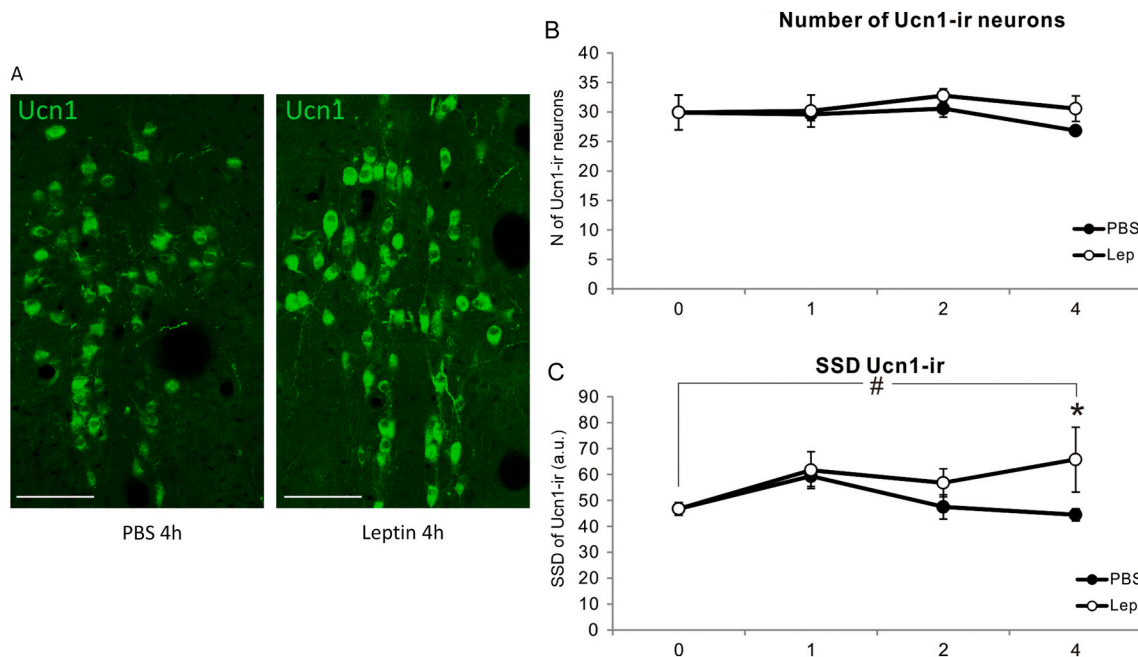 A
Ucn1
Ucn1
PBS 4h
Leptin 4h
B
Number of Ucn1-ir neurons
N of Ucn1-ir neurons
40
35
30
25
20
15
10
5
0
0 1 2 4
PBS
Lep
C
SSD Ucn1-ir
#
*
SSD of Ucn1-ir (a.u.)
90
80
70
60
50
40
30
20
10
0
0 1 2 4
PBS
Lep